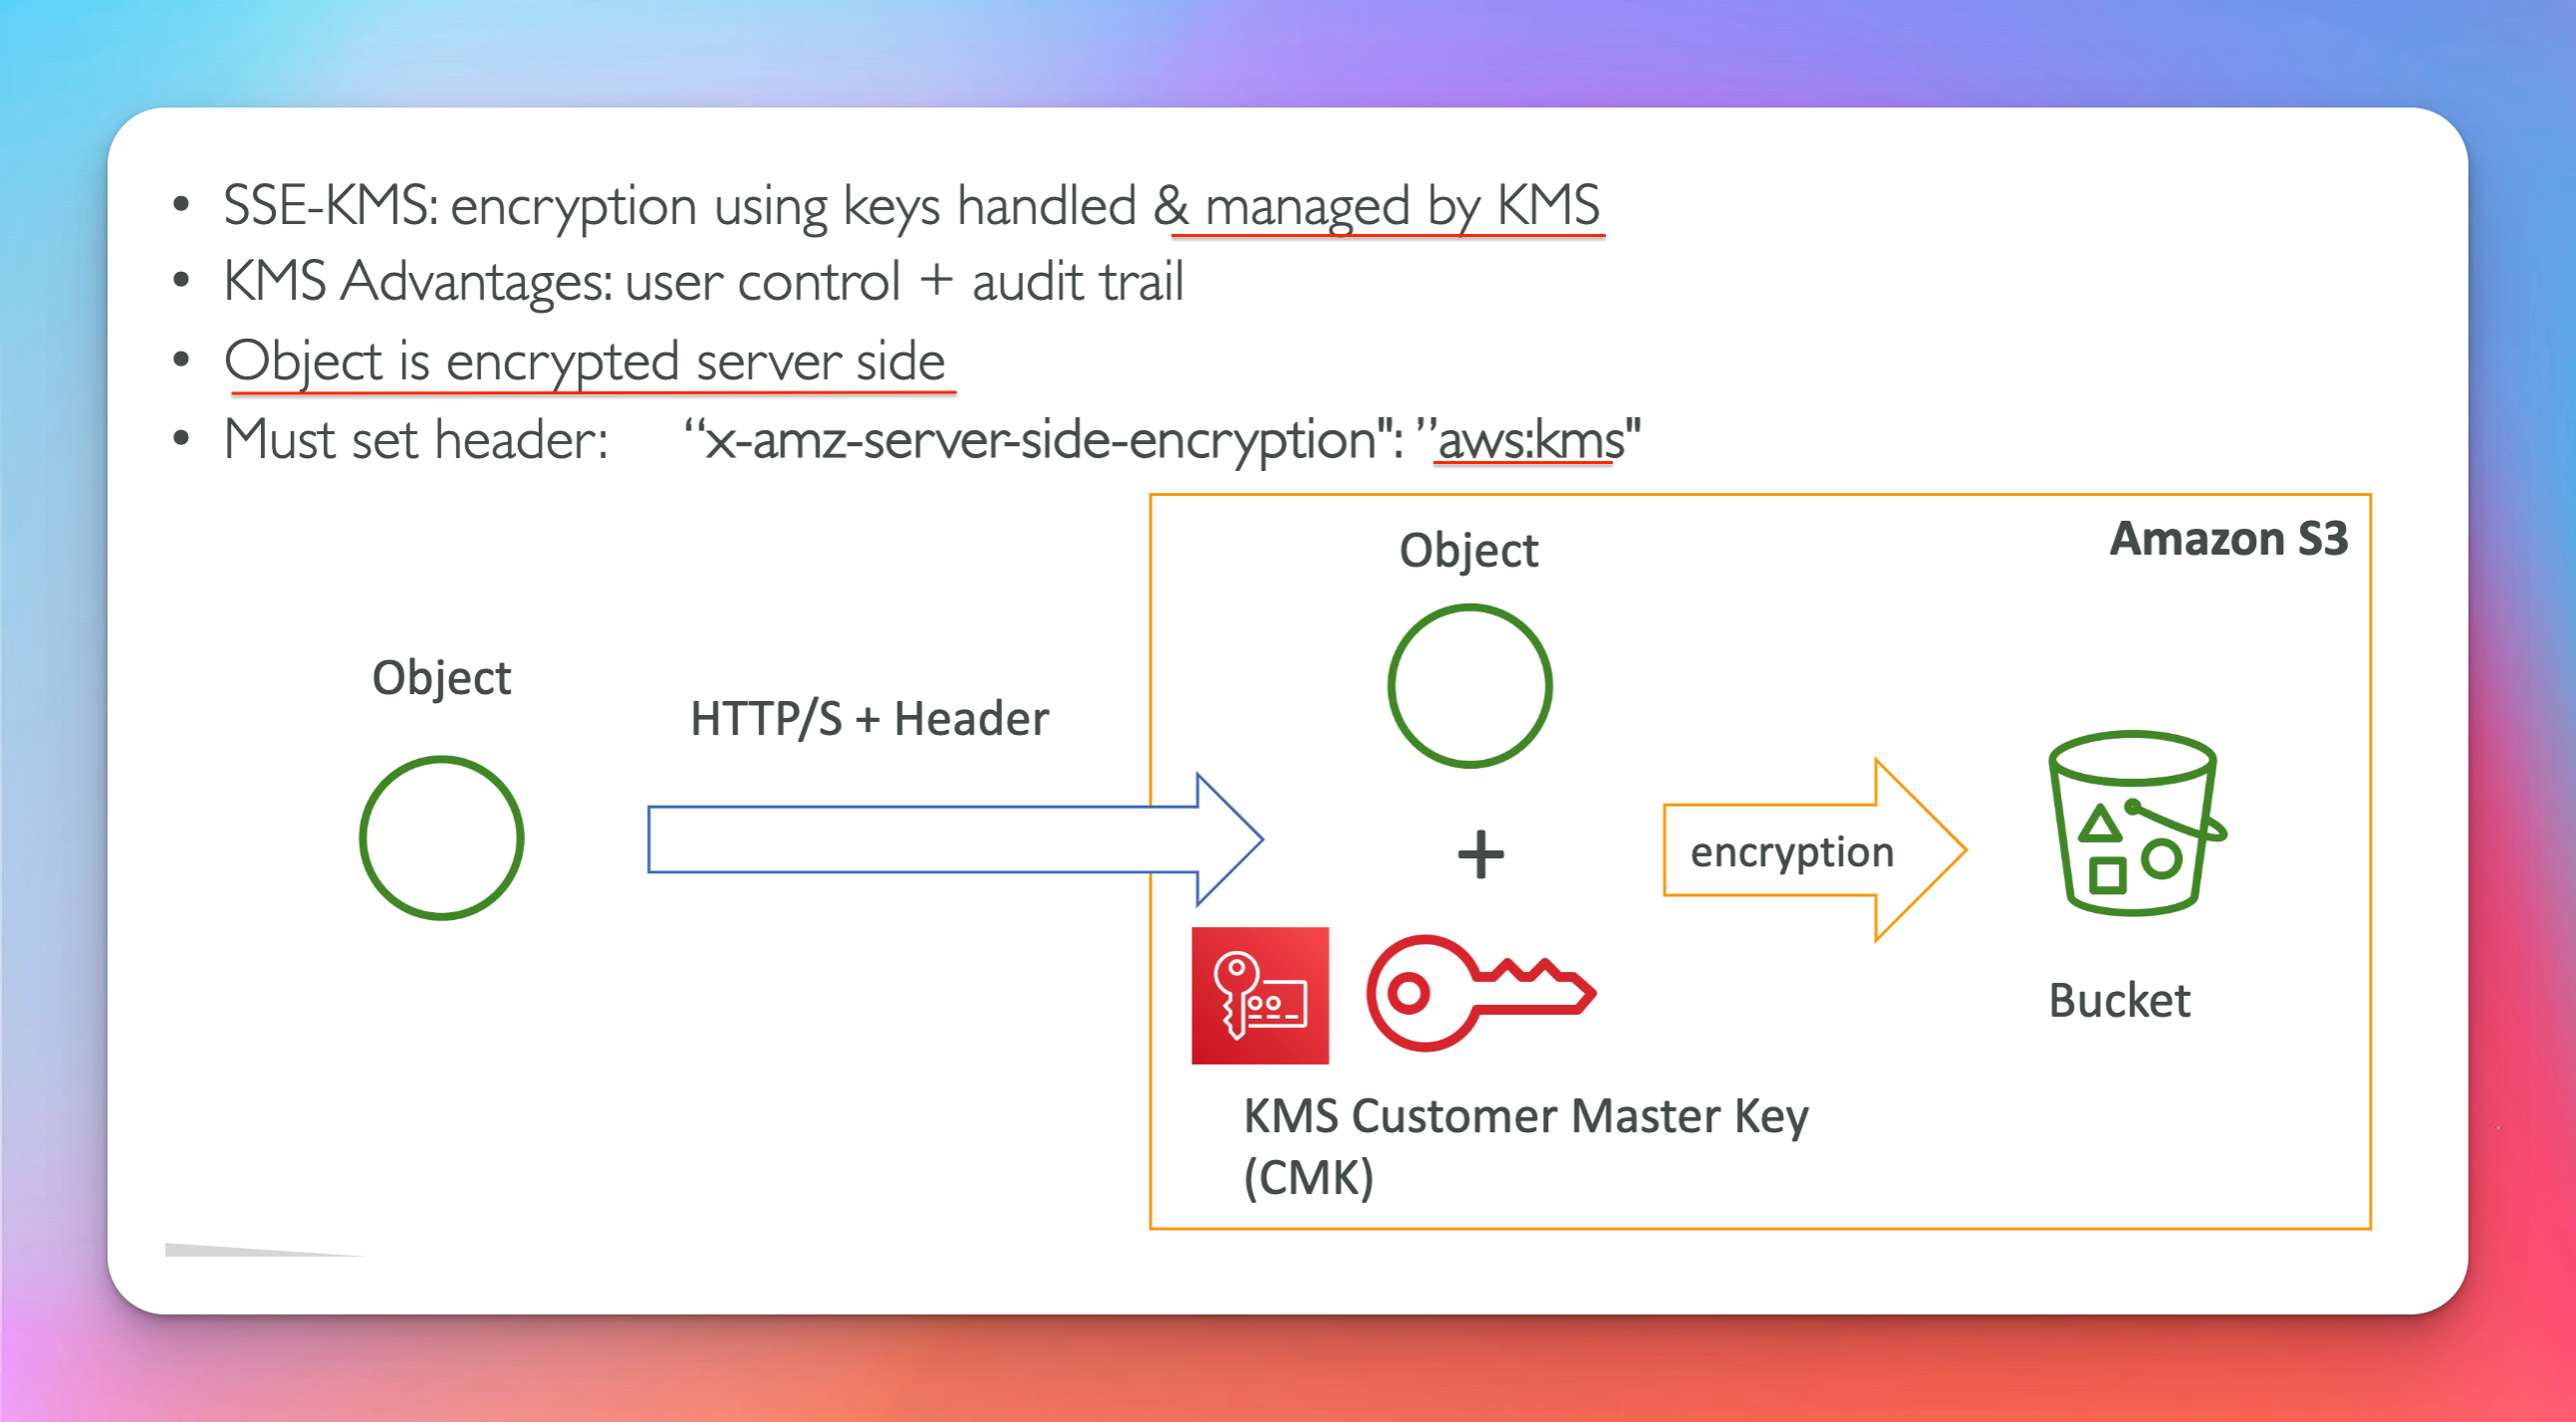 • SSE-KMS: encryption using keys handled & managed by KMS
• KMS Advantages: user control + audit trail
• Object is encrypted server side
• Must set header: “x-amz-server-side-encryption": ”aws:kms"
Amazon S3
Object
Object
HTTP/S + Header
+
encryption
Bucket
KMS Customer Master Key
(CMK)